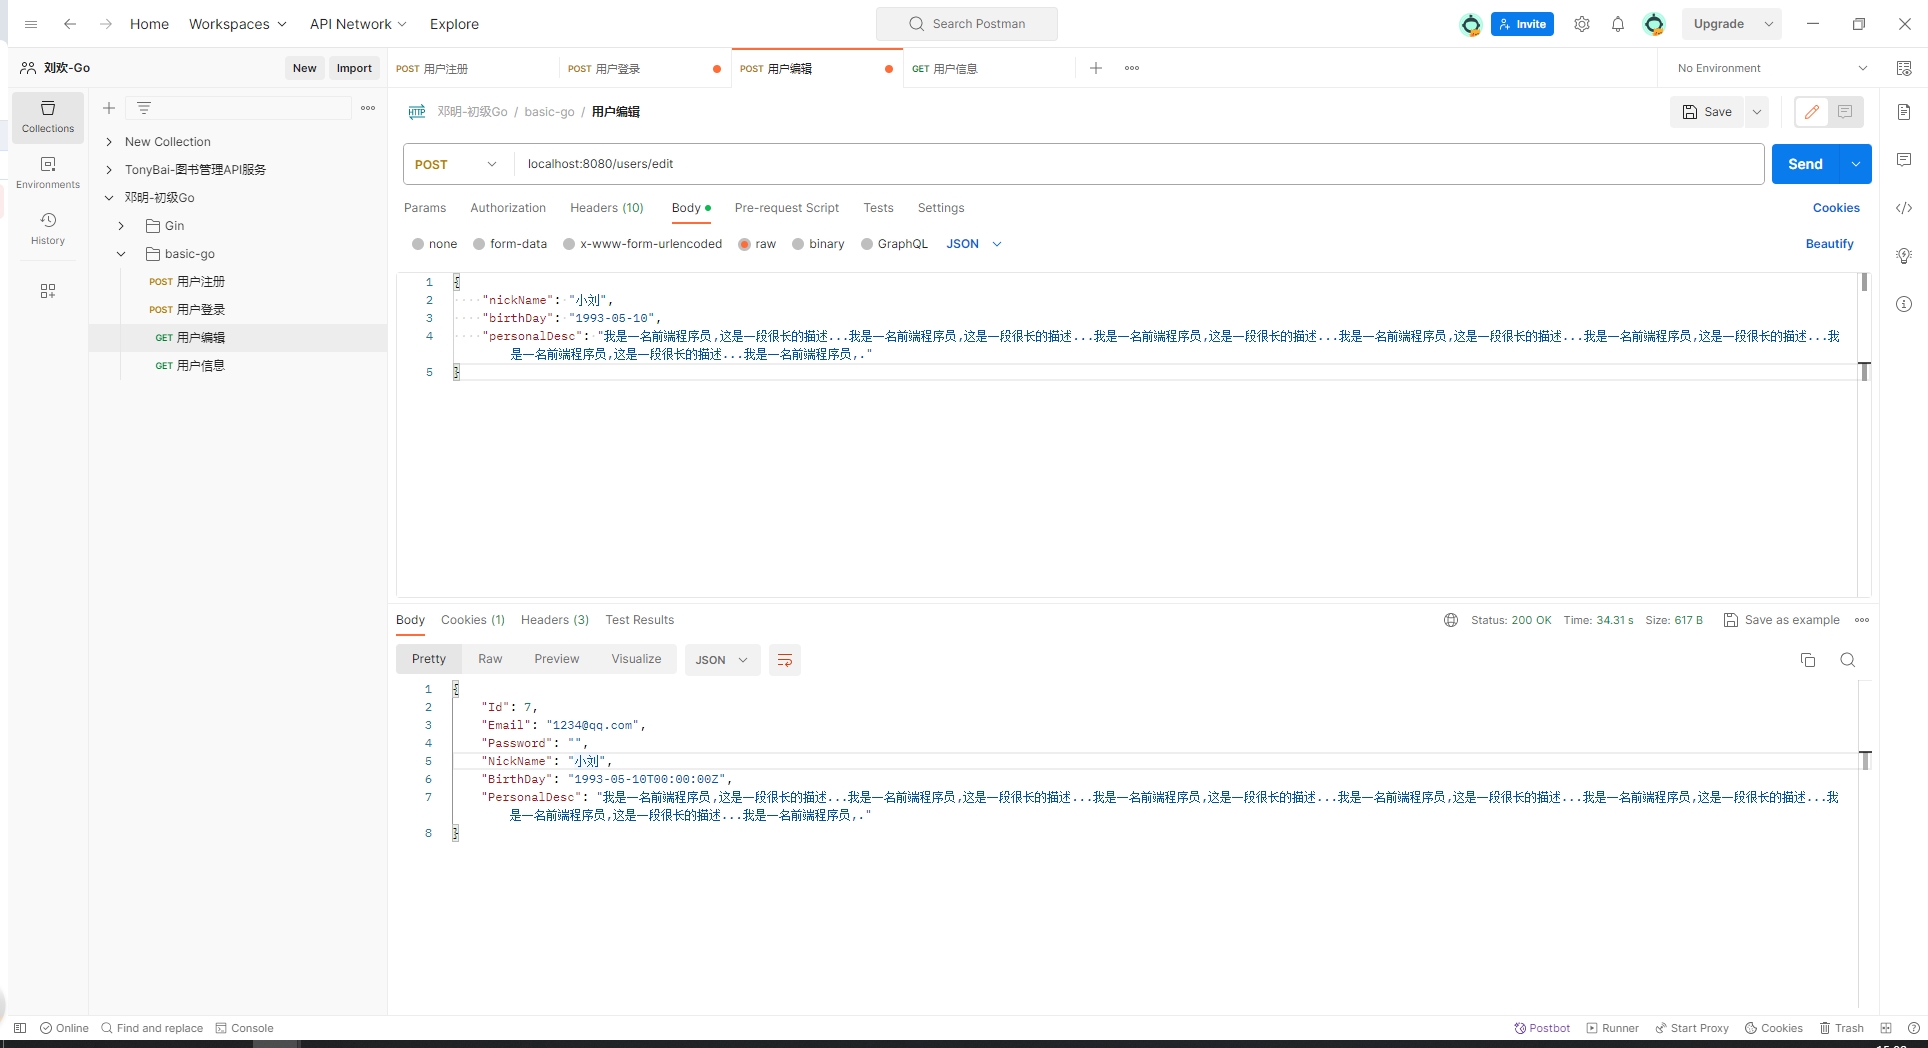 Home Workspaces API Network Explore Search Postman Invite Upgrade
刘欢-Go New Import POST 用户注册 POST 用户登录 POST 用户编辑 GET 用户信息 No Environment
Collections
Environments
History
New Collection
TonyBai-图书管理API服务
邓明-初级Go
Gin
basic-go
POST 用户注册
POST 用户登录
GET 用户编辑
GET 用户信息
HTTP 邓明-初级Go / basic-go / 用户编辑 Save
POST localhost:8080/users/edit Send
Params Authorization Headers (10) Body Pre-request Script Tests Settings Cookies
none form-data x-www-form-urlencoded raw binary GraphQL JSON Beautify
1 {
2 ····"nickName":·"小刘",
3 ····"birthDay":·"1993-05-10",
4 ····"personalDesc":·"我是一名前端程序员,这是一段很长的描述...我是一名前端程序员,这是一段很长的描述...我是一名前端程序员,这是一段很长的描述...我是一名前端程序员,这是一段很长的描述...我是一名前端程序员,这是一段很长的描述...我
是一名前端程序员,这是一段很长的描述...我是一名前端程序员,."
5 }
Body Cookies (1) Headers (3) Test Results Status: 200 OK Time: 34.31 s Size: 617 B Save as example
Pretty Raw Preview Visualize JSON
1 {
2 "Id": 7,
3 "Email": "1234@qq.com",
4 "Password": "",
5 "NickName": "小刘",
6 "BirthDay": "1993-05-10T00:00:00Z",
7 "PersonalDesc": "我是一名前端程序员,这是一段很长的描述...我是一名前端程序员,这是一段很长的描述...我是一名前端程序员,这是一段很长的描述...我是一名前端程序员,这是一段很长的描述...我是一名前端程序员,这是一段很长的描述...我
是一名前端程序员,这是一段很长的描述...我是一名前端程序员,."
8 }
Online Find and replace Console Postbot Runner Start Proxy Cookies Trash